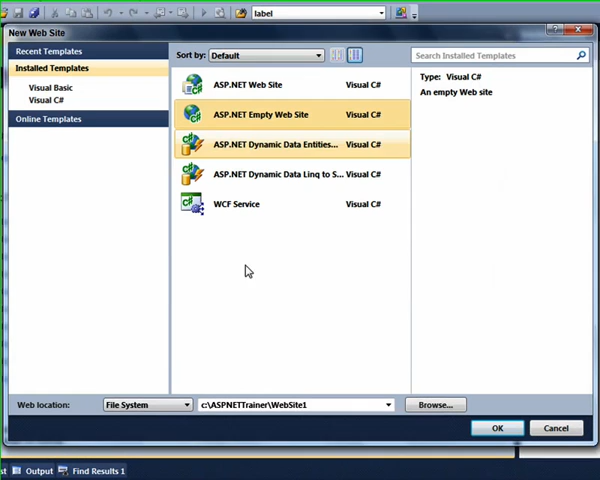 label
New Web Site
Recent Templates
Installed Templates
Visual Basic
Visual C#
Online Templates
Sort by: Default
Search Installed Templates
ASP.NET Web Site Visual C#
ASP.NET Empty Web Site Visual C#
ASP.NET Dynamic Data Entities... Visual C#
ASP.NET Dynamic Data Linq to S... Visual C#
WCF Service Visual C#
Type: Visual C#
An empty Web site
Web location: File System c:\ASPNETTrainer\WebSite1 Browse...
OK Cancel
st Output Find Results 1